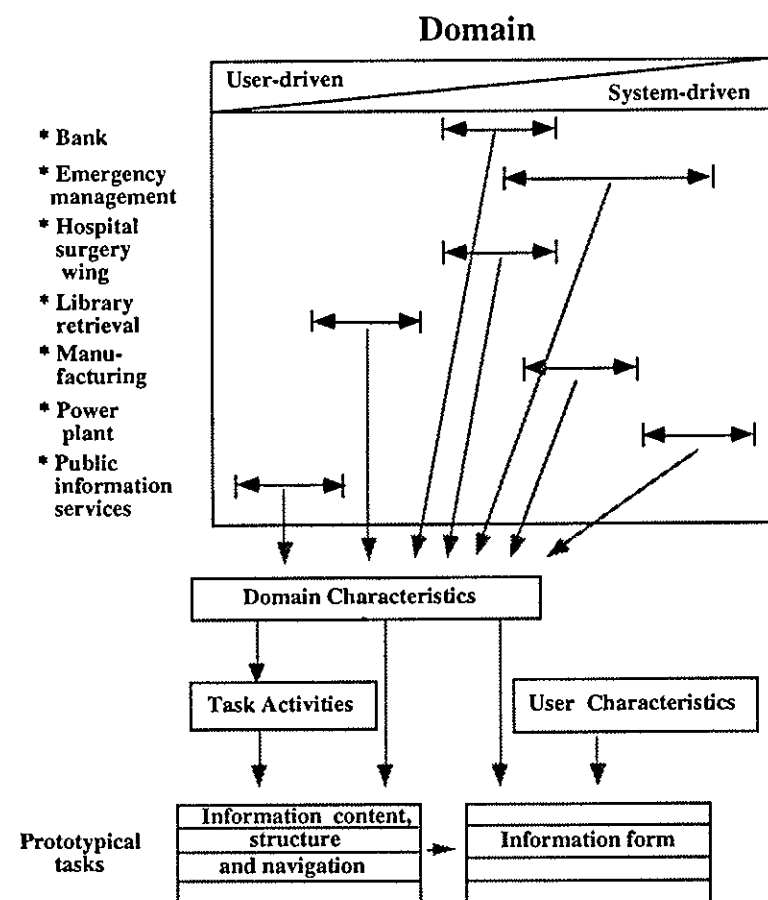 Domain
User-driven
System-driven
* Bank
* Emergency
management
* Hospital
surgery
wing
* Library
retrieval
* Manu-
facturing
* Power
plant
* Public
information
services
Domain Characteristics
Task Activities
User Characteristics
Prototypical
tasks
Information content,
structure
and navigation
Information form